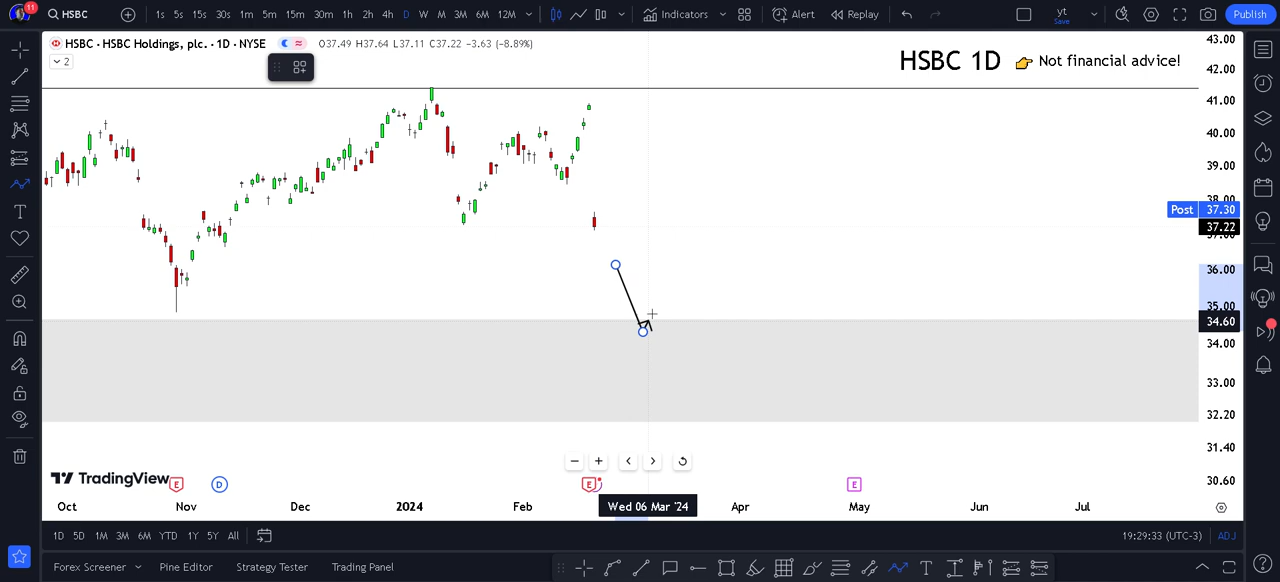 11 HSBC 1s 5s 15s 30s 1m 5m 15m 30m 1h 2h 4h D W M 3M 6M 12M Indicators Alert Replay yt Save Publish
HSBC · HSBC Holdings, plc. · 1D · NYSE O37.49 H37.64 L37.11 C37.22 −3.63 (−8.89%)
2
HSBC 1D 👉 Not financial advice!
43.00
42.00
41.00
40.00
39.00
38.00
Post 37.30
37.22
37.00
36.00
35.00
34.60
34.00
33.00
32.20
31.40
30.60
TradingView
E D E E
Oct Nov Dec 2024 Feb Wed 06 Mar '24 Apr May Jun Jul
1D 5D 1M 3M 6M YTD 1Y 5Y All 19:29:33 (UTC-3) ADJ
Forex Screener Pine Editor Strategy Tester Trading Panel